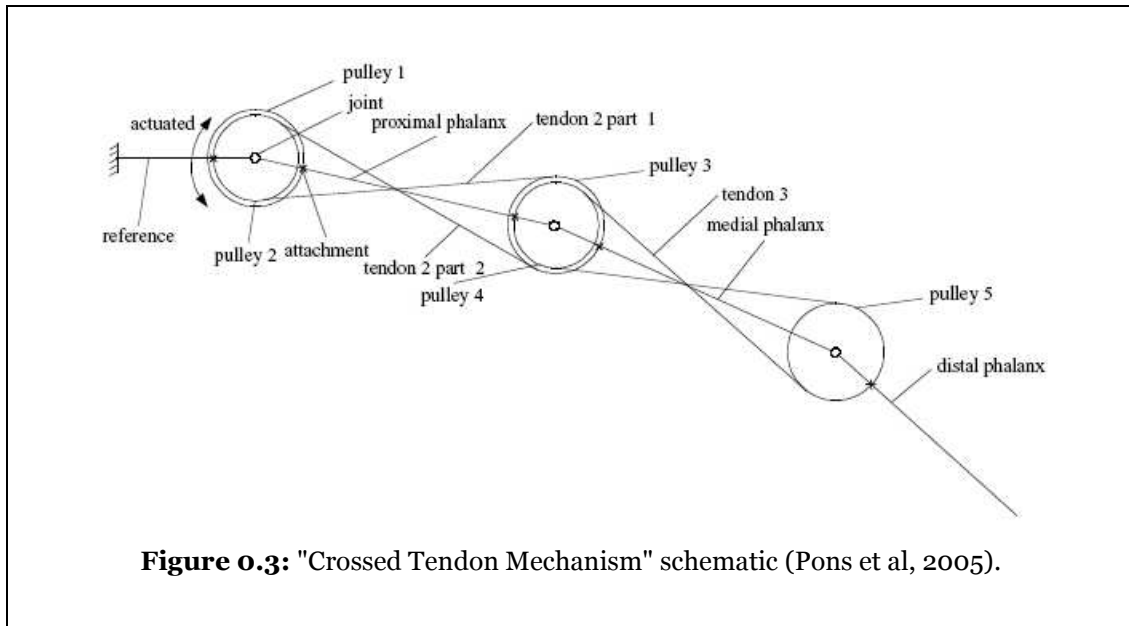 pulley 1
joint
actuated
proximal phalanx
tendon 2 part 1
pulley 3
tendon 3
medial phalanx
reference
pulley 2
attachment
tendon 2 part 2
pulley 4
pulley 5
distal phalanx
Figure 0.3: "Crossed Tendon Mechanism" schematic (Pons et al, 2005).